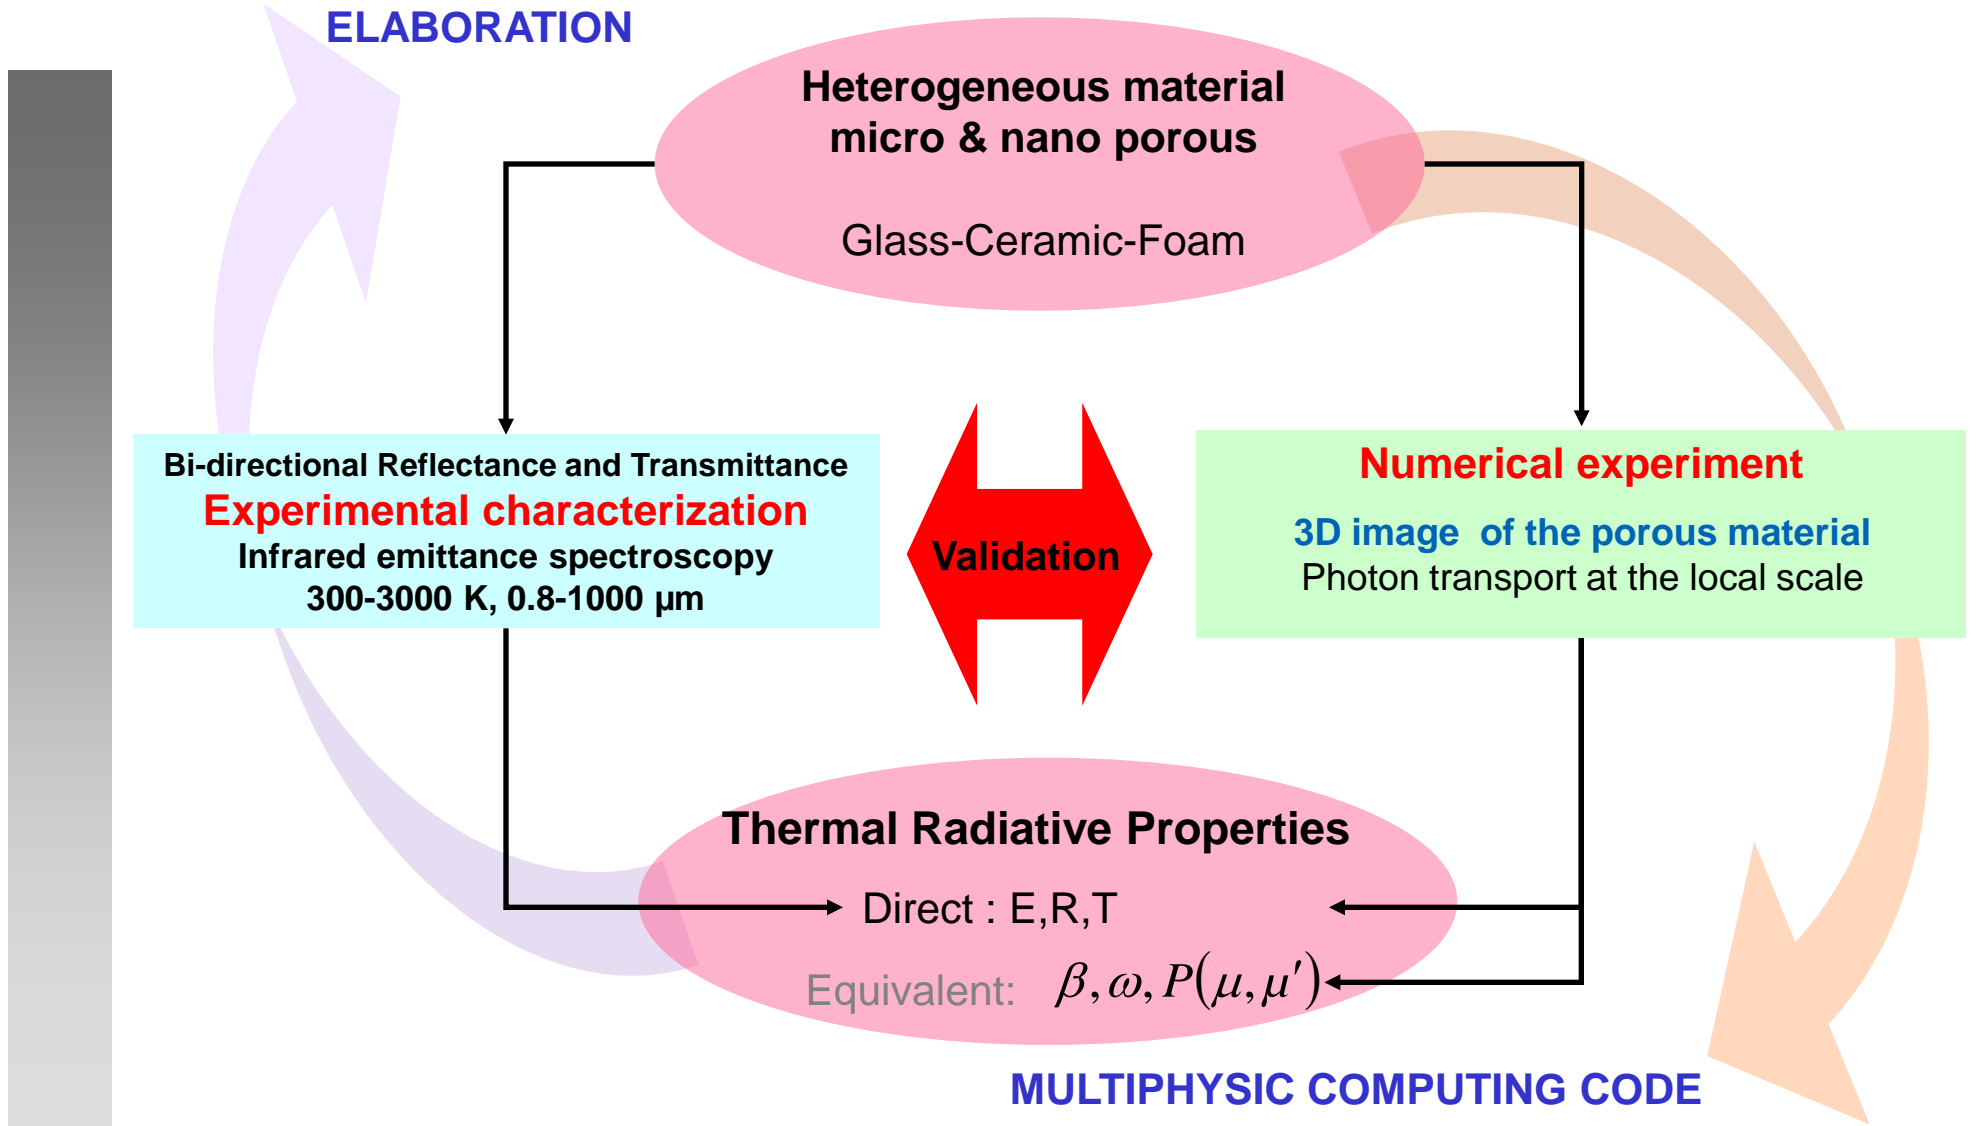 ELABORATION
Heterogeneous material
micro & nano porous
Glass-Ceramic-Foam
Bi-directional Reflectance and Transmittance
Experimental characterization
Infrared emittance spectroscopy
300-3000 K, 0.8-1000 µm
Validation
Numerical experiment
3D image of the porous material
Photon transport at the local scale
Thermal Radiative Properties
Direct : E,R,T
Equivalent: β, ω, P(μ, μ′)
MULTIPHYSIC COMPUTING CODE